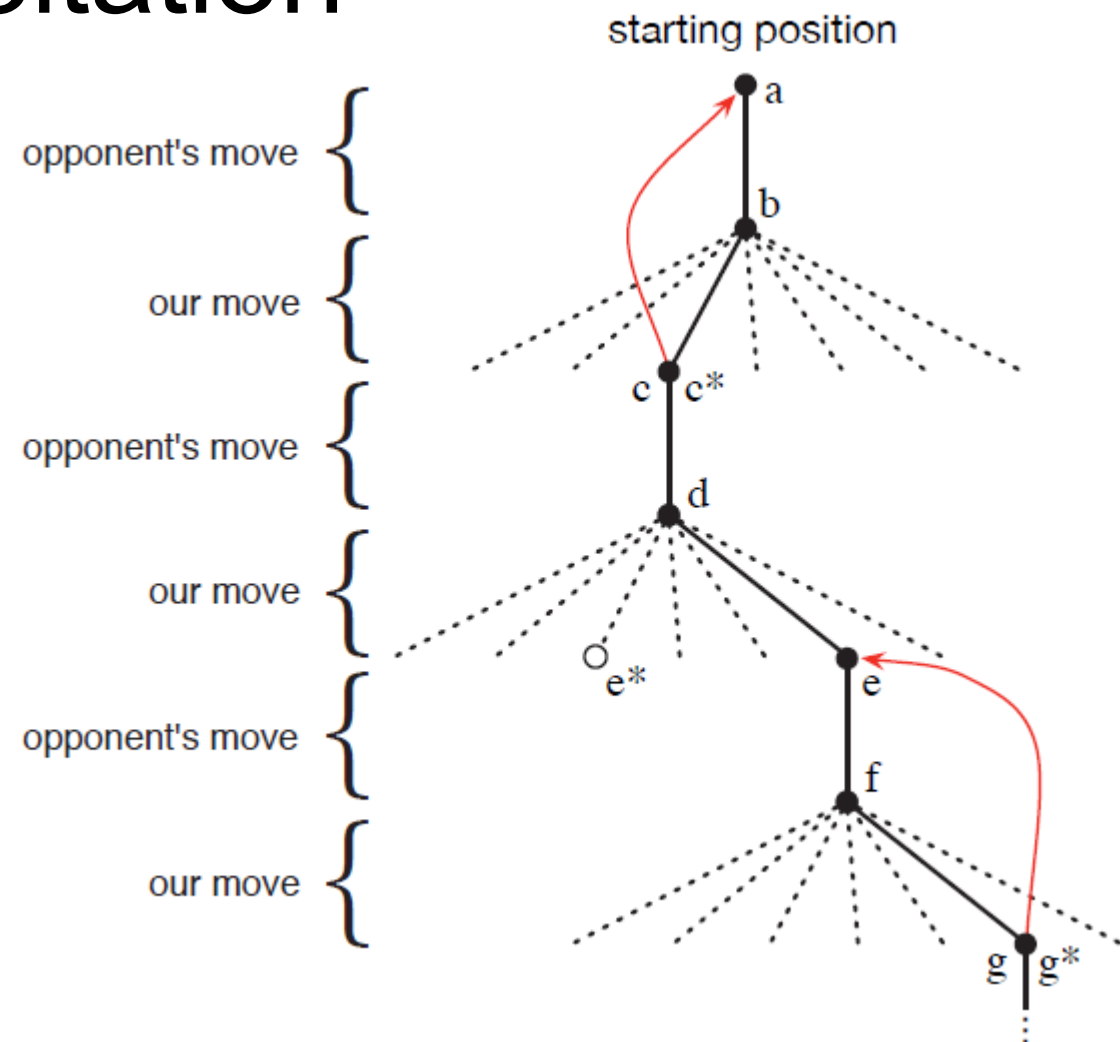 starting position
a
opponent's move
b
our move
c c*
opponent's move
d
our move
e* e
opponent's move
f
our move
g g*